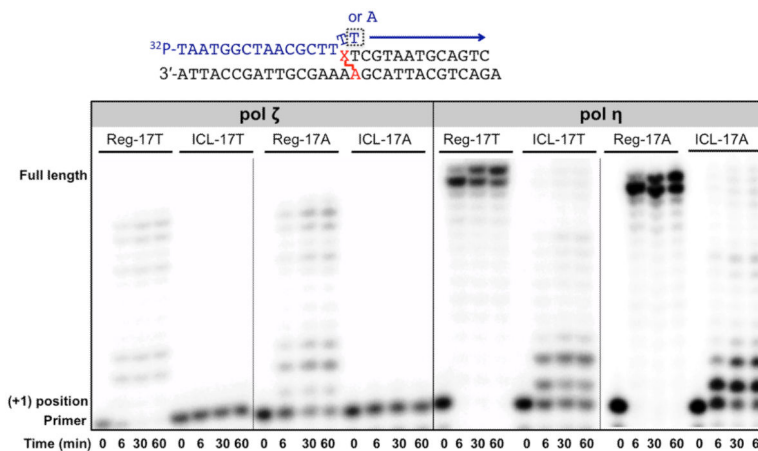 or A
T T
32P-TAATGGCTAACGCTT
XTCGTAATGCAGTC
3′-ATTACCGATTGCGAAAAGCATTACGTCAGA
pol ζ pol η
Reg-17T ICL-17T Reg-17A ICL-17A Reg-17T ICL-17T Reg-17A ICL-17A
Full length
(+1) position
Primer
Time (min) 0 6 30 60 0 6 30 60 0 6 30 60 0 6 30 60 0 6 30 60 0 6 30 60 0 6 30 60 0 6 30 6